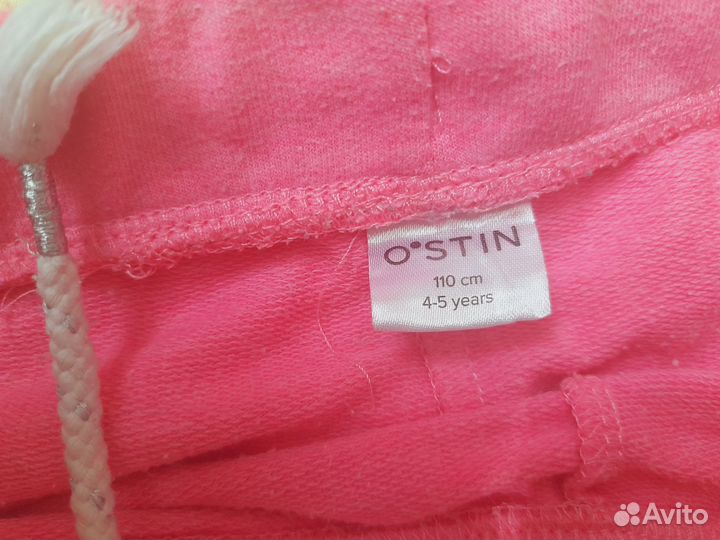 O'STIN
110 cm
4-5 years
Avito